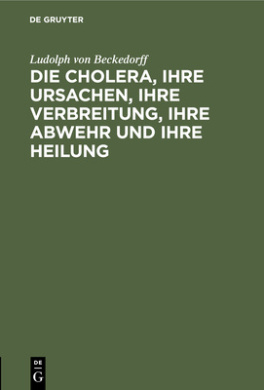 DE GRUYTER
Ludolph von Beckedorff
DIE CHOLERA, IHRE
URSACHEN, IHRE
VERBREITUNG, IHRE
ABWEHR UND IHRE
HEILUNG
DE
G